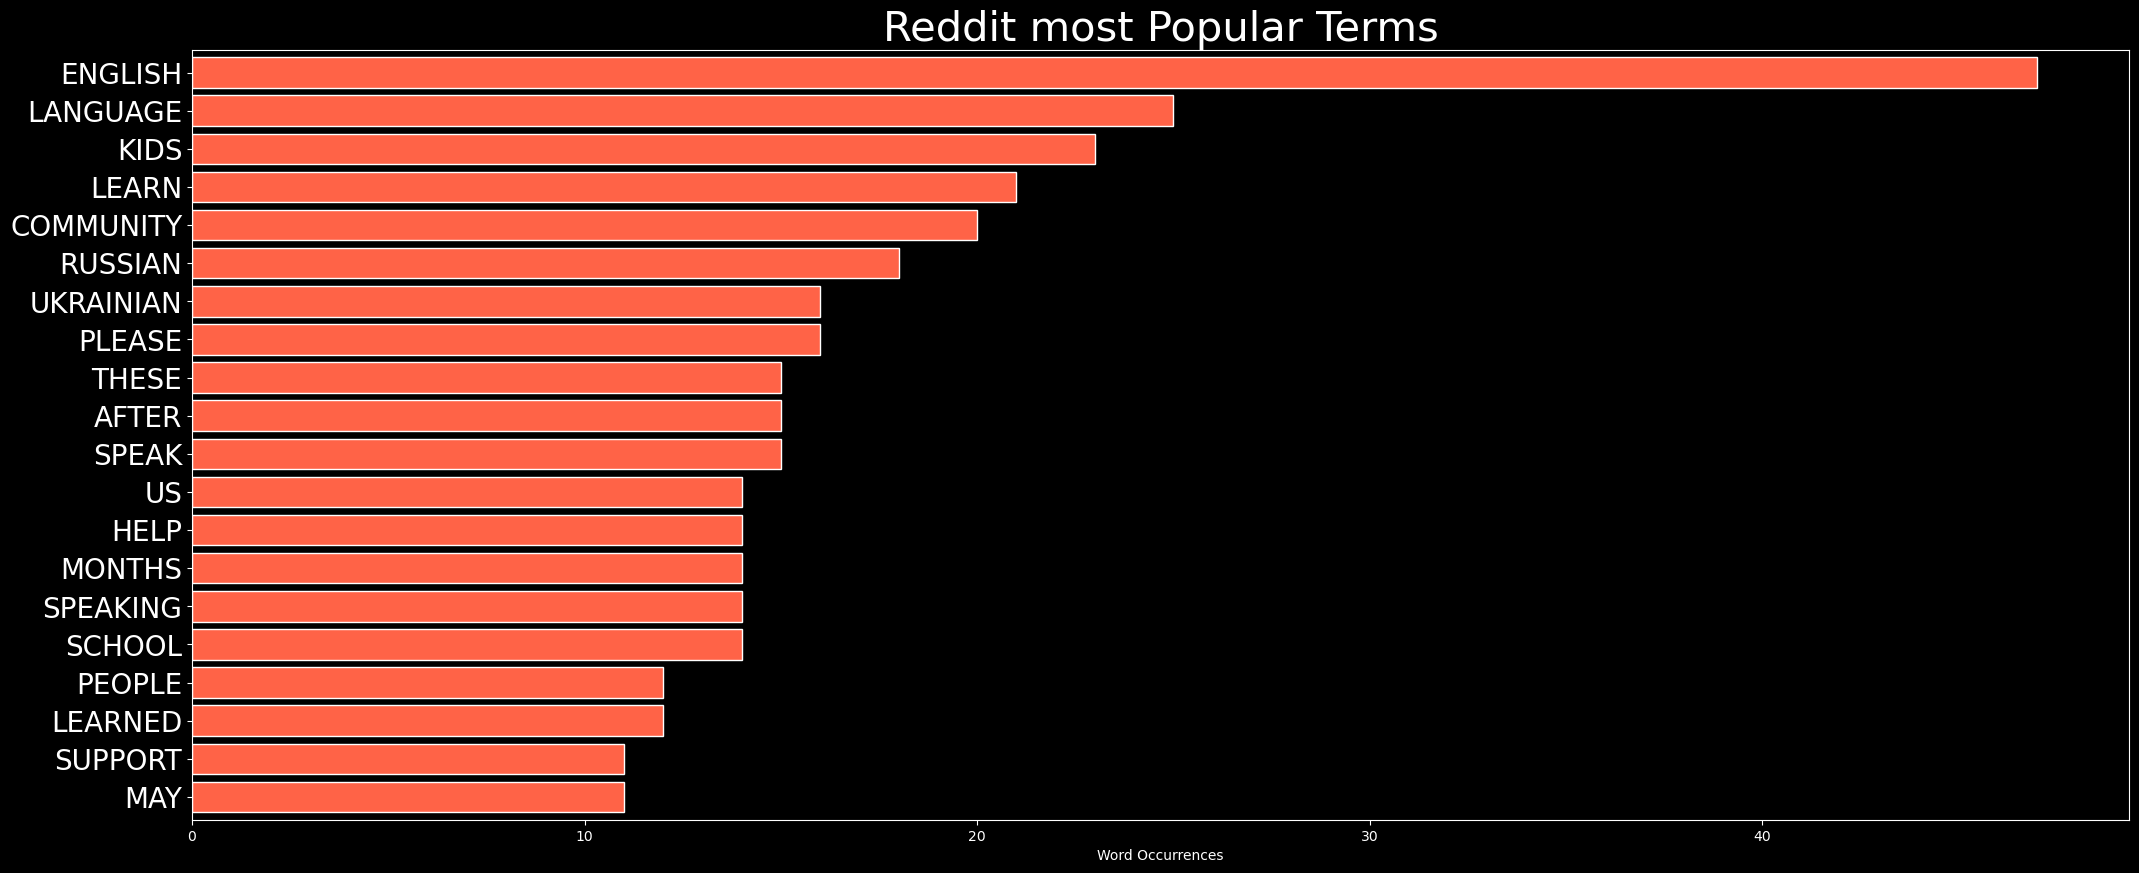 Reddit most Popular Terms
ENGLISH
LANGUAGE
KIDS
LEARN
COMMUNITY
RUSSIAN
UKRAINIAN
PLEASE
THESE
AFTER
SPEAK
US
HELP
MONTHS
SPEAKING
SCHOOL
PEOPLE
LEARNED
SUPPORT
MAY
0 10 20 30 40
Word Occurrences